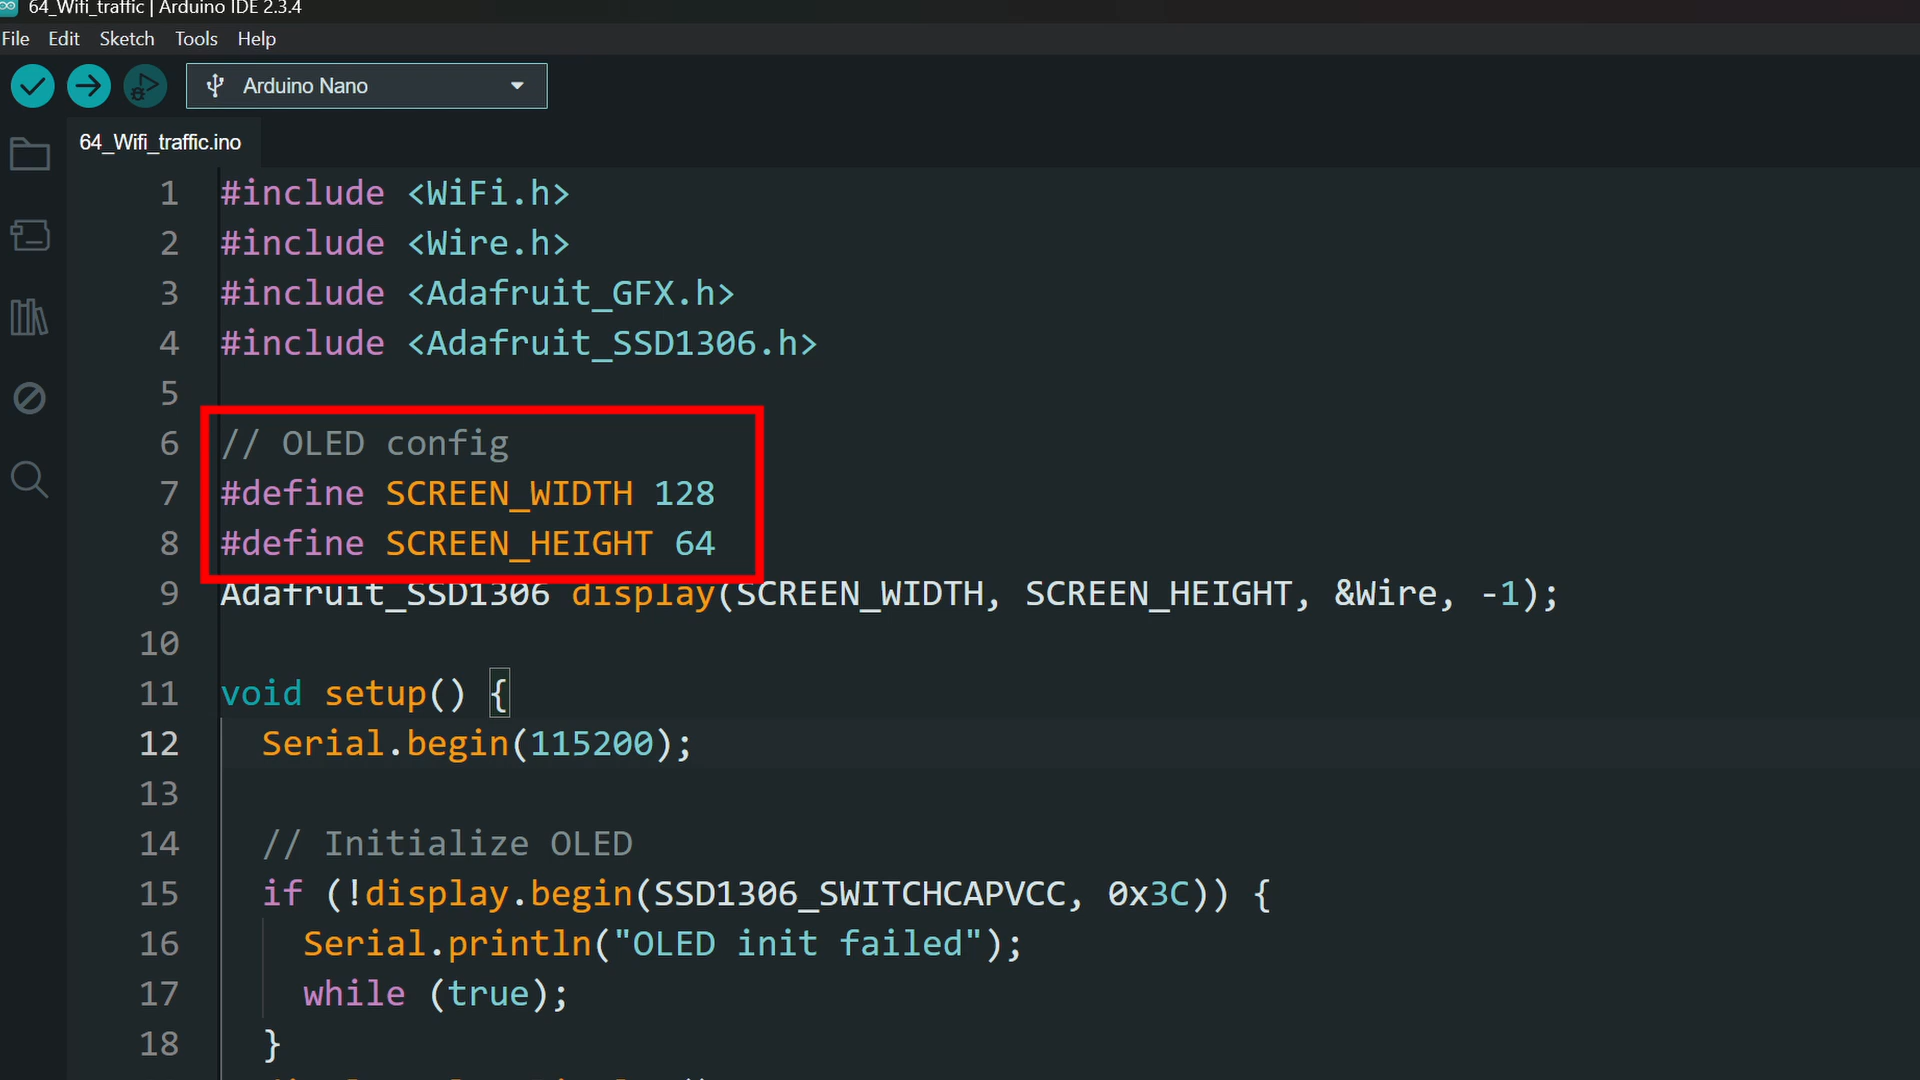 64_Wifi_traffic | Arduino IDE 2.3.4
File Edit Sketch Tools Help
Arduino Nano
64_Wifi_traffic.ino
1 #include <WiFi.h>
2 #include <Wire.h>
3 #include <Adafruit_GFX.h>
4 #include <Adafruit_SSD1306.h>
5
6 // OLED config
7 #define SCREEN_WIDTH 128
8 #define SCREEN_HEIGHT 64
9 Adafruit_SSD1306 display(SCREEN_WIDTH, SCREEN_HEIGHT, &Wire, -1);
10
11 void setup() {
12 Serial.begin(115200);
13
14 // Initialize OLED
15 if (!display.begin(SSD1306_SWITCHCAPVCC, 0x3C)) {
16 Serial.println("OLED init failed");
17 while (true);
18 }